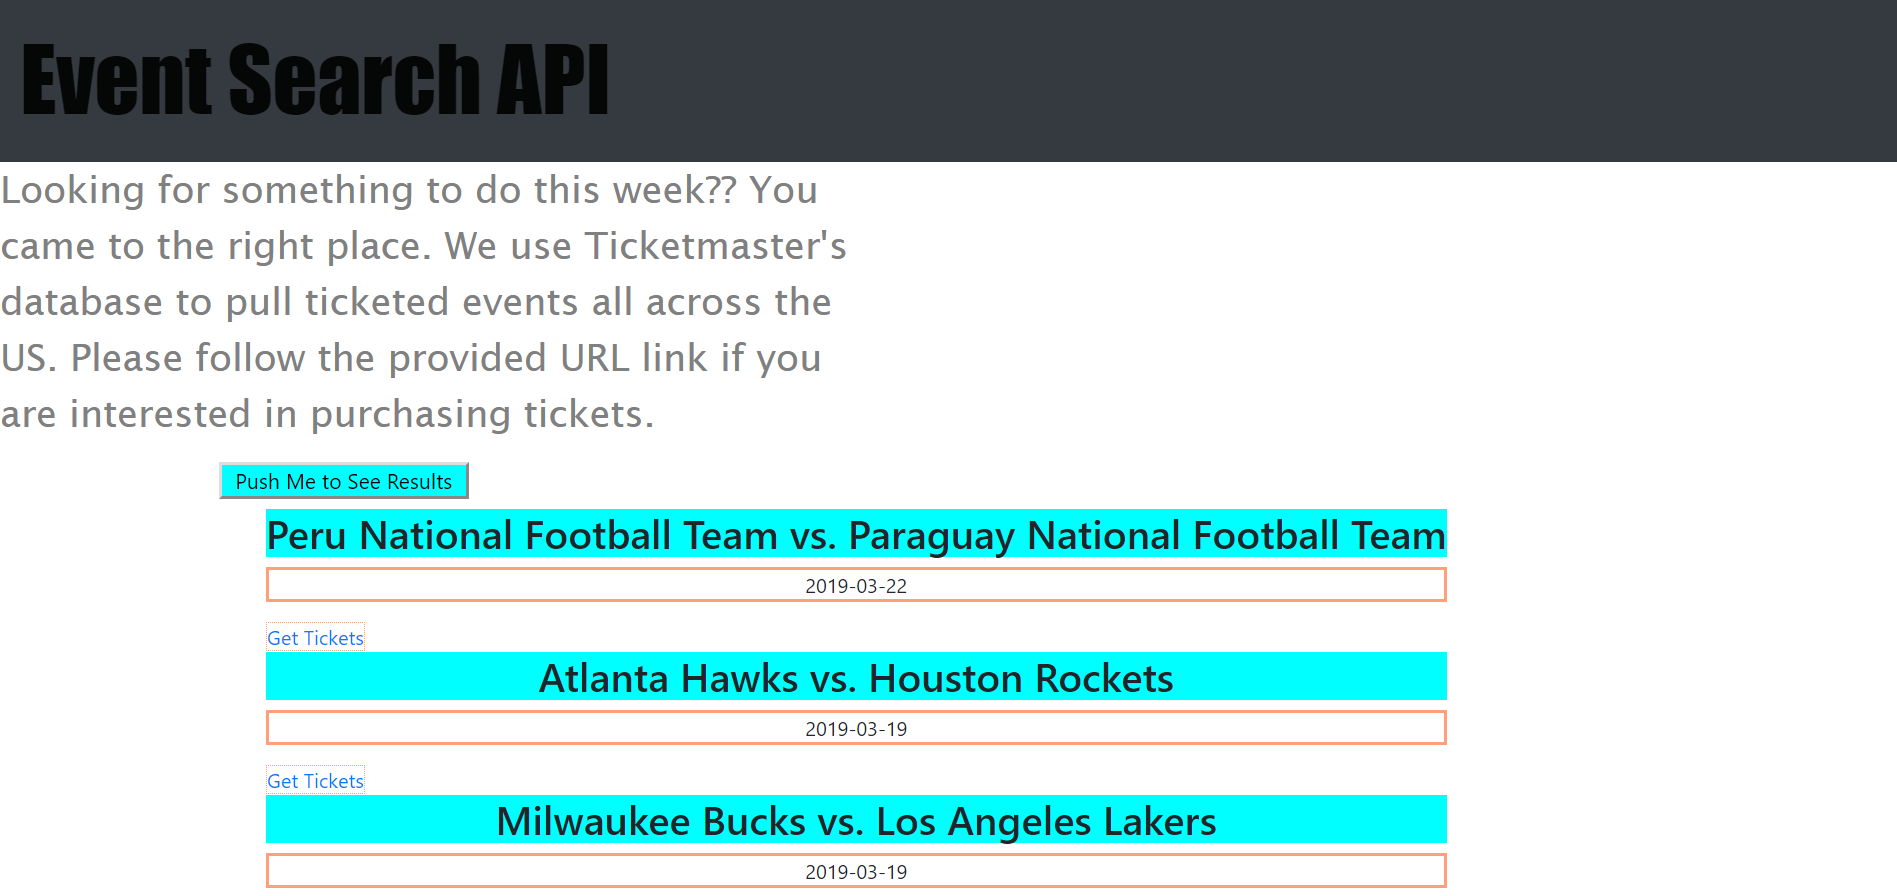 Event Search API
Looking for something to do this week?? You
came to the right place. We use Ticketmaster's
database to pull ticketed events all across the
US. Please follow the provided URL link if you
are interested in purchasing tickets.
Push Me to See Results
Peru National Football Team vs. Paraguay National Football Team
2019-03-22
Get Tickets
Atlanta Hawks vs. Houston Rockets
2019-03-19
Get Tickets
Milwaukee Bucks vs. Los Angeles Lakers
2019-03-19